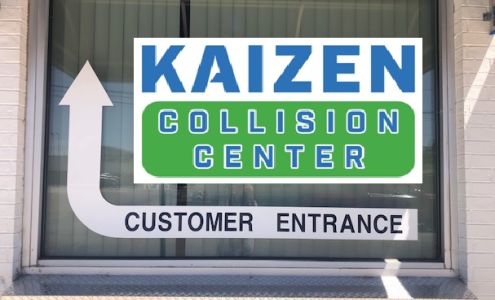 KAIZEN
COLLISION
CENTER
CUSTOMER ENTRANCE